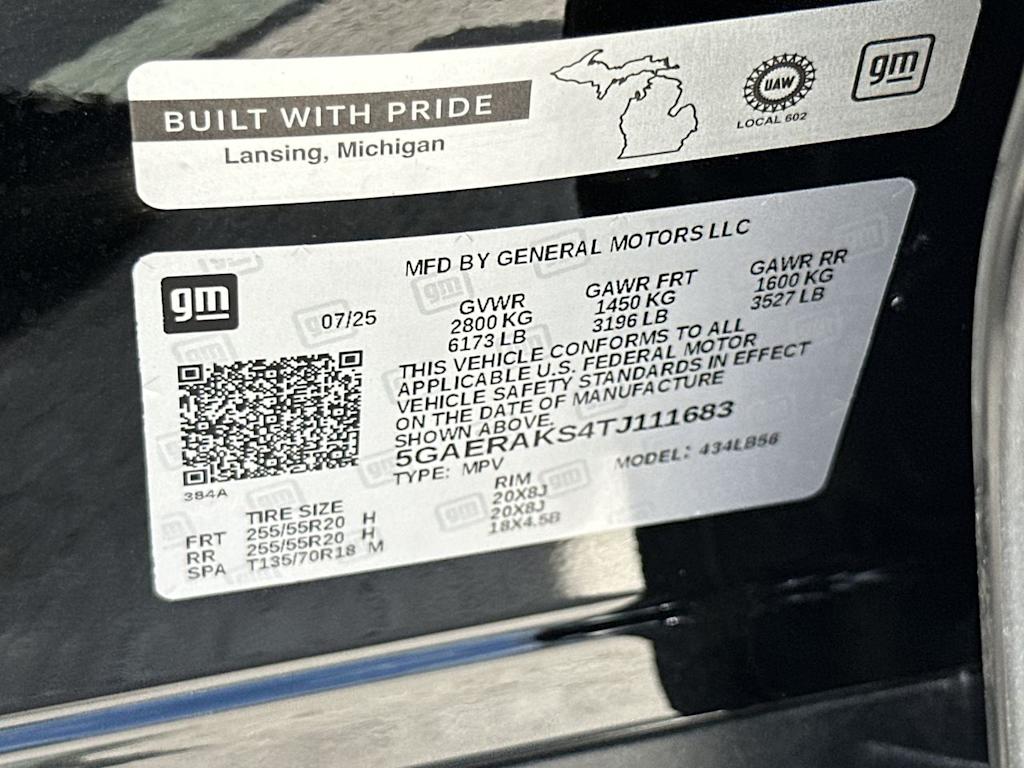 BUILT WITH PRIDE
Lansing, Michigan
UAW
LOCAL 602
gm
gm
MFD BY GENERAL MOTORS LLC
07/25
GVWR GAWR FRT GAWR RR
2800 KG 1450 KG 1600 KG
6173 LB 3196 LB 3527 LB
THIS VEHICLE CONFORMS TO ALL
APPLICABLE U.S. FEDERAL MOTOR
VEHICLE SAFETY STANDARDS IN EFFECT
ON THE DATE OF MANUFACTURE
SHOWN ABOVE.
5GAERAKS4TJ111683
TYPE: MPV MODEL: 434LB56
384A
TIRE SIZE RIM
FRT 255/55R20 H 20X8J
RR 255/55R20 H 20X8J
SPA T135/70R18 M 18X4.5B